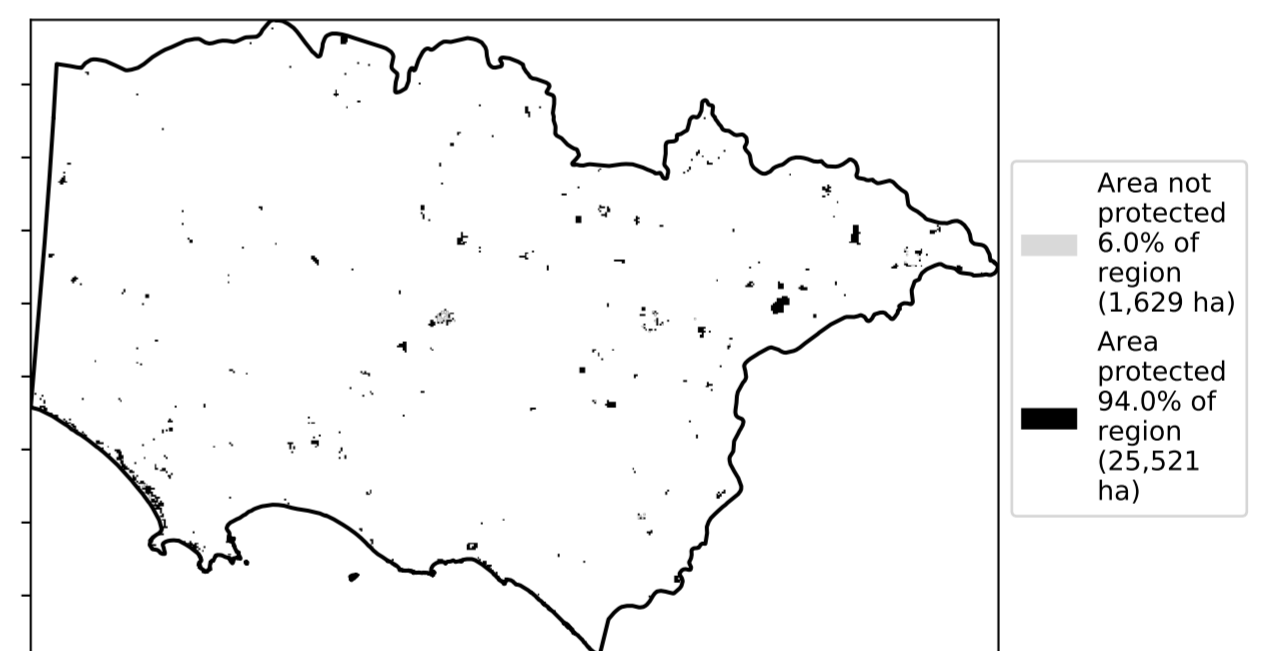 Area not
protected
6.0% of
region
(1,629 ha)
Area
protected
94.0% of
region
(25,521
ha)